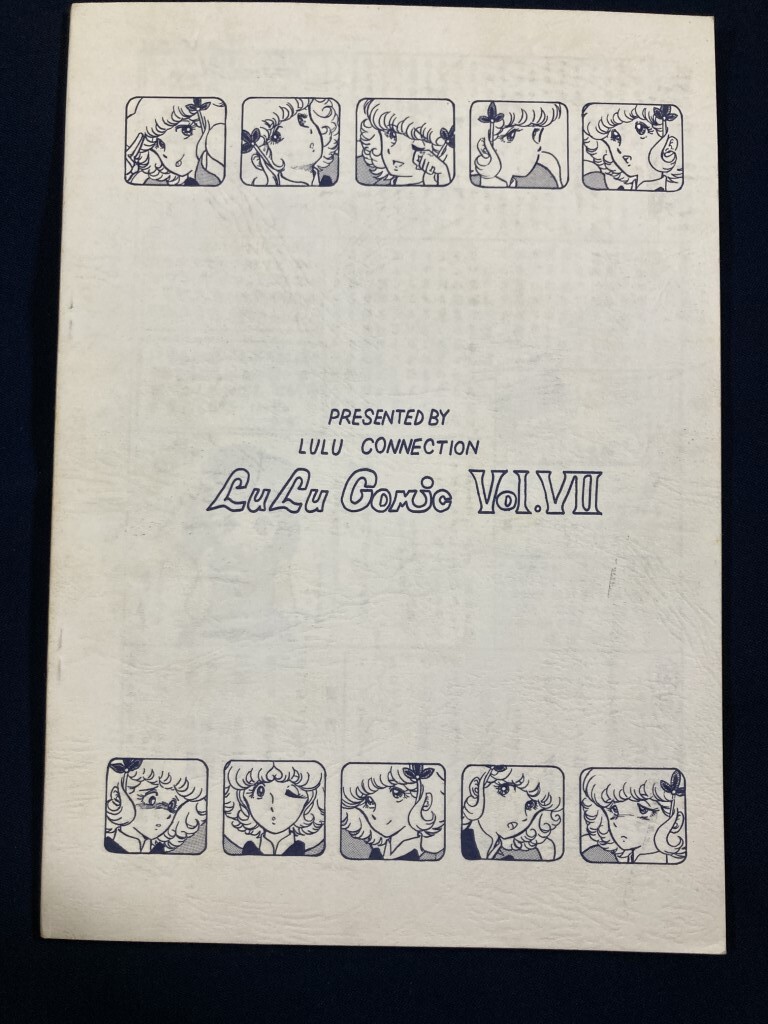 PRESENTED BY
LULU CONNECTION
LuLu Comic Vol.VII